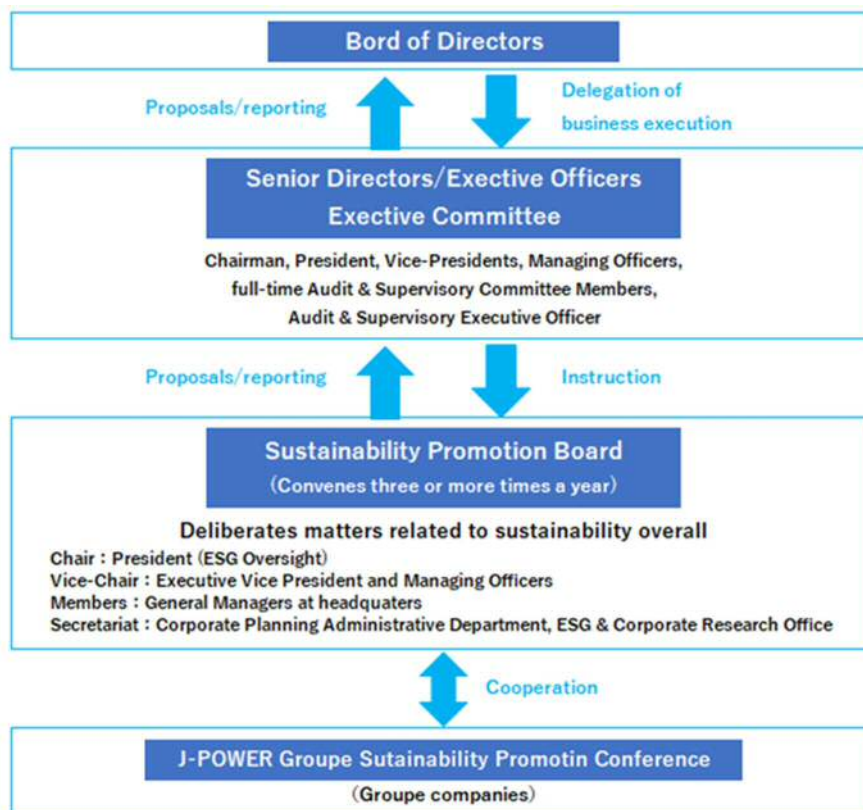 Bord of Directors
Proposals/reporting
Delegation of
business execution
Senior Directors/Exective Officers
Exective Committee
Chairman, President, Vice-Presidents, Managing Officers,
full-time Audit & Supervisory Committee Members,
Audit & Supervisory Executive Officer
Proposals/reporting
Instruction
Sustainability Promotion Board
(Convenes three or more times a year)
Deliberates matters related to sustainability overall
Chair：President (ESG Oversight)
Vice-Chair：Executive Vice President and Managing Officers
Members：General Managers at headquaters
Secretariat：Corporate Planning Administrative Department, ESG & Corporate Research Office
Cooperation
J-POWER Groupe Sutainability Promotin Conference
(Groupe companies)